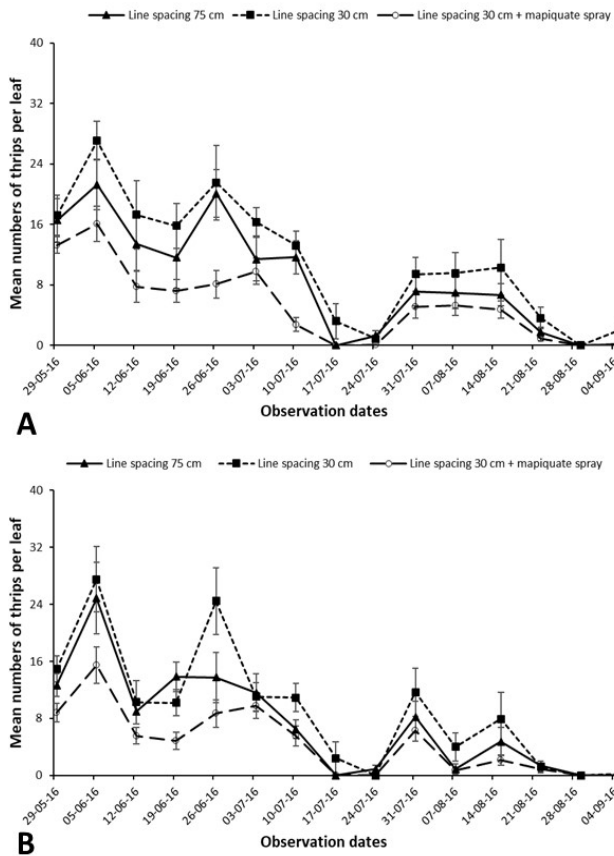 Line spacing 75 cm Line spacing 30 cm Line spacing 30 cm + mapiquate spray
40
32
24
16
8
0
Mean numbers of thrips per leaf
29-05-16 05-06-16 12-06-16 19-06-16 26-06-16 03-07-16 10-07-16 17-07-16 24-07-16 31-07-16 07-08-16 14-08-16 21-08-16 28-08-16 04-09-16
Observation dates
A
Line spacing 75 cm Line spacing 30 cm Line spacing 30 cm + mapiquate spray
40
32
24
16
8
0
Mean numbers of thrips per leaf
29-05-16 05-06-16 12-06-16 19-06-16 26-06-16 03-07-16 10-07-16 17-07-16 24-07-16 31-07-16 07-08-16 14-08-16 21-08-16 28-08-16 04-09-16
Observation dates
B